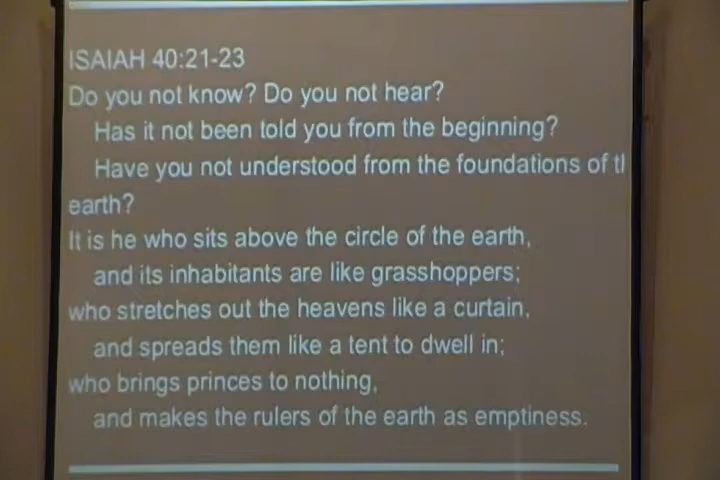 ISAIAH 40:21-23
Do you not know? Do you not hear?
Has it not been told you from the beginning?
Have you not understood from the foundations of
earth?
It is he who sits above the circle of the earth,
and its inhabitants are like grasshoppers;
who stretches out the heavens like a curtain,
and spreads them like a tent to dwell in;
who brings princes to nothing,
and makes the rulers of the earth as emptiness.